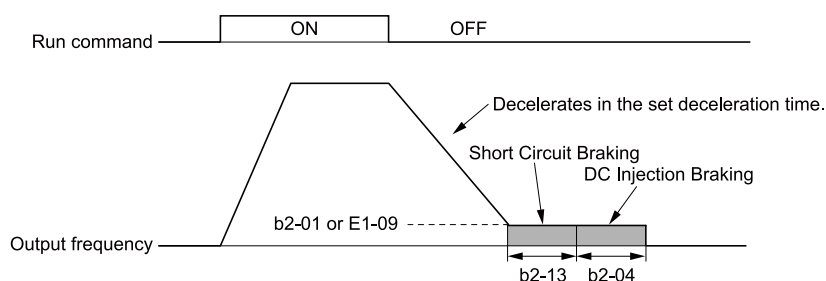 Run command
ON
OFF
Decelerates in the set deceleration time.
Short Circuit Braking
DC Injection Braking
b2-01 or E1-09
Output frequency
b2-13
b2-04